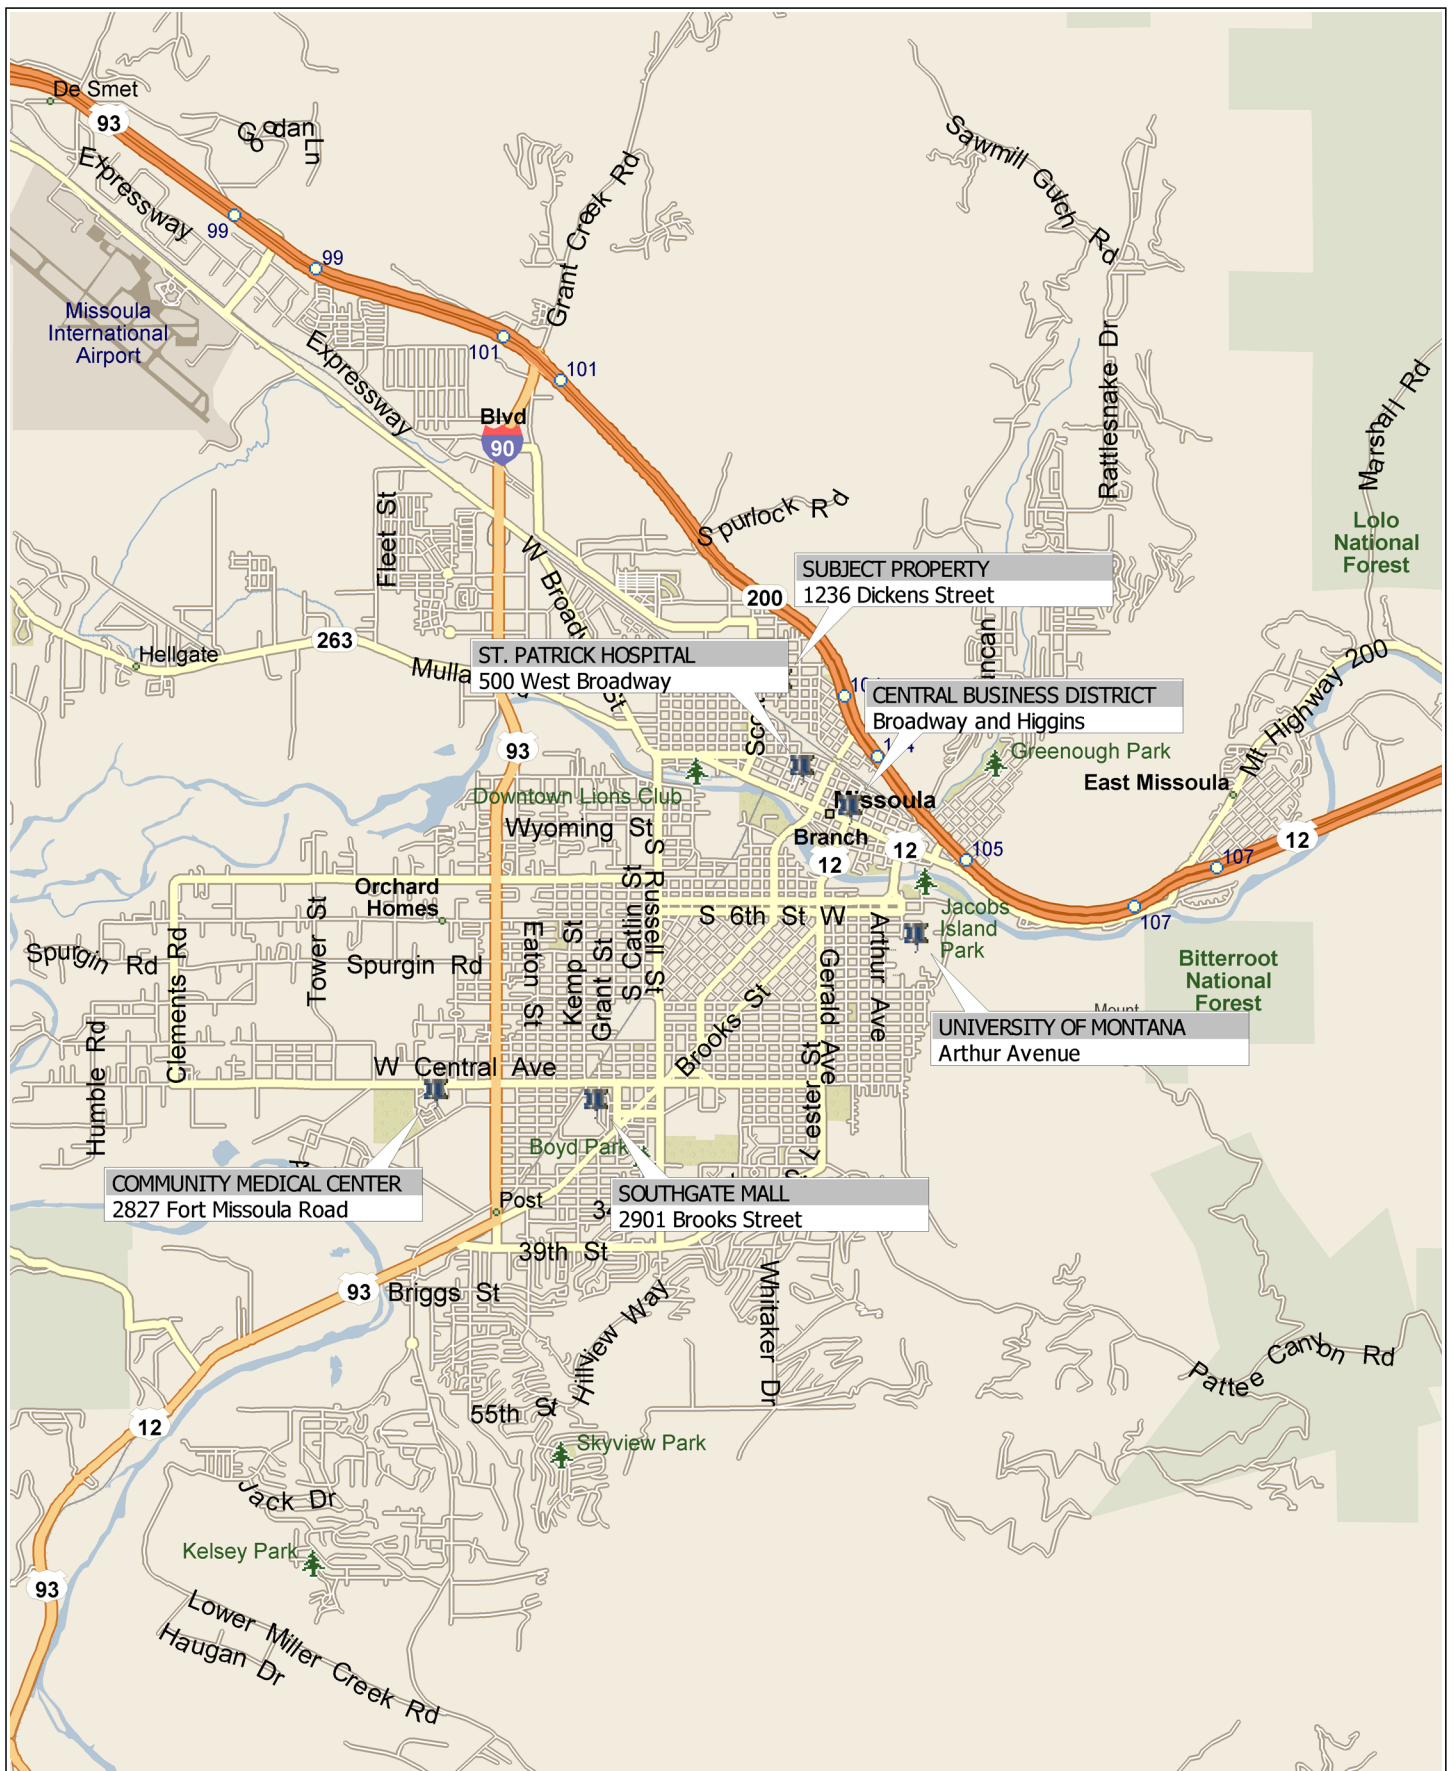 De Smet
93
Goodan Ln
Expressway
99
99
Grant Creek Rd
Sawmill Gulch Rd
Missoula
International
Airport
Expressway
101
101
Rattlesnake Dr
Marshall Rd
Blvd
90
Fleet St
Spurlock Rd
Lolo
National
Forest
W Broadw
SUBJECT PROPERTY
1236 Dickens Street
200
263
Hellgate
Mulla
ST. PATRICK HOSPITAL
500 West Broadway
St
uncan
Mt Highway 200
CENTRAL BUSINESS DISTRICT
Broadway and Higgins
93
Greenough Park
East Missoula
Downtown Lions Club
Missoula
Wyoming St
Branch
12
12
105
107
12
Orchard
Homes
S Russell St
S 6th St W
Jacobs
Island
Park
107
Spurgin Rd
Clements Rd
Tower St
Spurgin Rd
Eaton St
Kemp St
Grant St
S Catlin St
Gerald Ave
Arthur Ave
Bitterroot
National
Forest
Mount
UNIVERSITY OF MONTANA
Arthur Avenue
Humble Rd
W Central Ave
Brooks St
Lester St
Boyd Park
COMMUNITY MEDICAL CENTER
2827 Fort Missoula Road
SOUTHGATE MALL
2901 Brooks Street
Post
39th St
93
Briggs St
Hillview Way
Whitaker Dr
Pattee Canyon Rd
12
55th St
Skyview Park
Jack Dr
Kelsey Park
93
Lower Miller Creek Rd
Haugan Dr